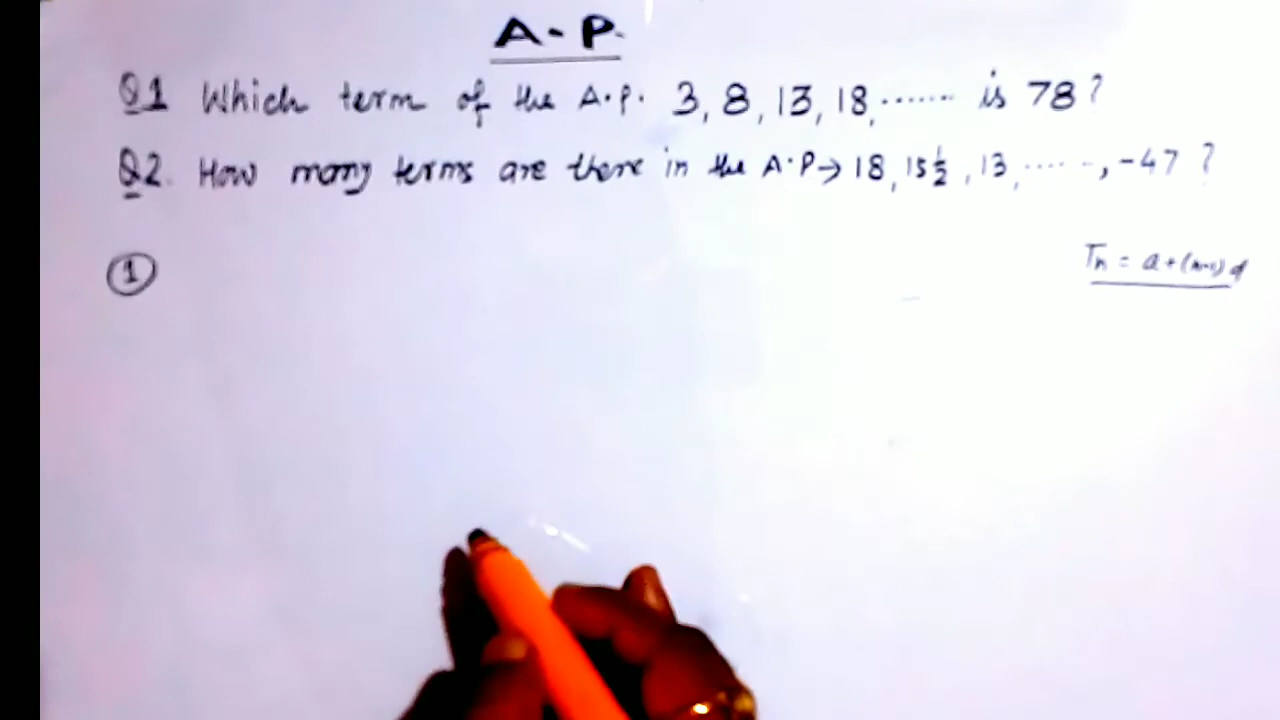 A.P.
Q1 Which term of the A.P. 3, 8, 13, 18, ....... is 78?
Q2. How many terms are there in the A.P→ 18, 15½, 13, ......, -47?
① Tn = a+(n-1)d